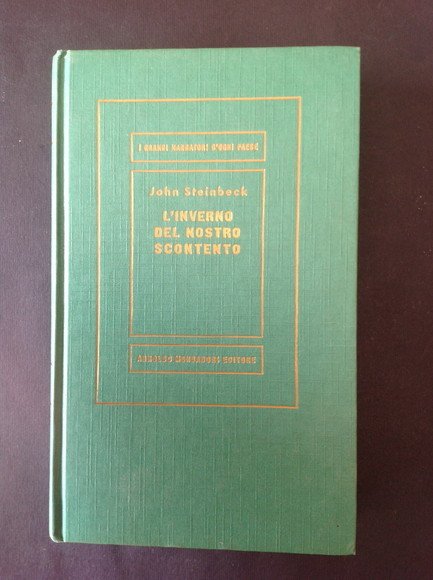 I GRANDI NARRATORI D'OGNI PAESE
John Steinbeck
L'INVERNO
DEL NOSTRO
SCONTENTO
ARNOLDO MONDADORI EDITORE